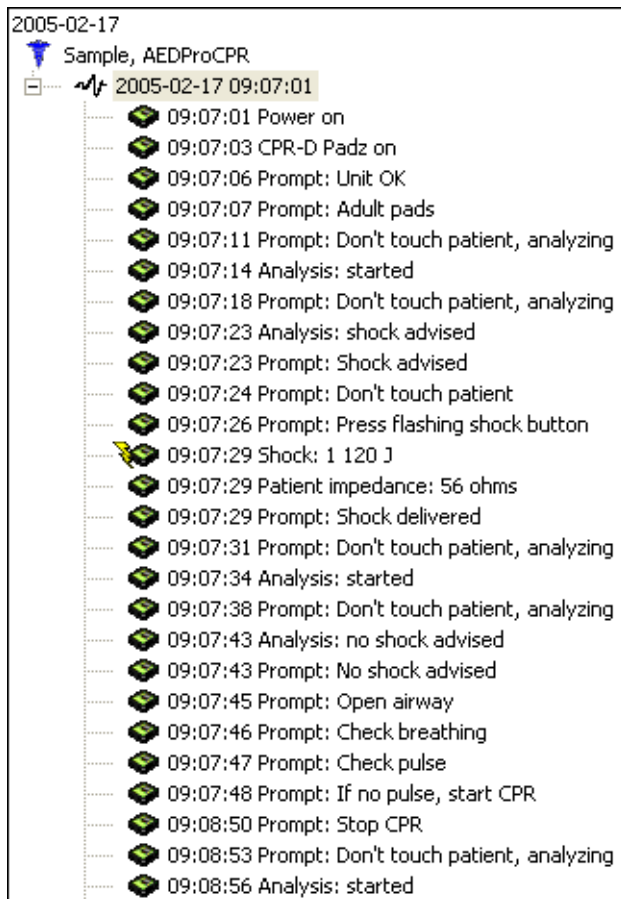 2005-02-17
Sample, AEDProCPR
2005-02-17 09:07:01
09:07:01 Power on
09:07:03 CPR-D Padz on
09:07:06 Prompt: Unit OK
09:07:07 Prompt: Adult pads
09:07:11 Prompt: Don't touch patient, analyzing
09:07:14 Analysis: started
09:07:18 Prompt: Don't touch patient, analyzing
09:07:23 Analysis: shock advised
09:07:23 Prompt: Shock advised
09:07:24 Prompt: Don't touch patient
09:07:26 Prompt: Press flashing shock button
09:07:29 Shock: 1 120 J
09:07:29 Patient impedance: 56 ohms
09:07:29 Prompt: Shock delivered
09:07:31 Prompt: Don't touch patient, analyzing
09:07:34 Analysis: started
09:07:38 Prompt: Don't touch patient, analyzing
09:07:43 Analysis: no shock advised
09:07:43 Prompt: No shock advised
09:07:45 Prompt: Open airway
09:07:46 Prompt: Check breathing
09:07:47 Prompt: Check pulse
09:07:48 Prompt: If no pulse, start CPR
09:08:50 Prompt: Stop CPR
09:08:53 Prompt: Don't touch patient, analyzing
09:08:56 Analysis: started